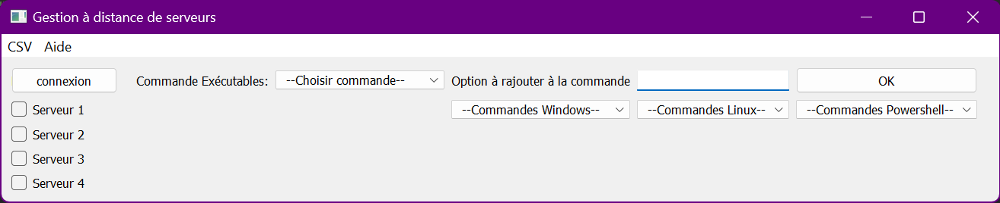 Gestion à distance de serveurs
CSV Aide
connexion Commande Exécutables: --Choisir commande-- Option à rajouter à la commande OK
Serveur 1 --Commandes Windows-- --Commandes Linux-- --Commandes Powershell--
Serveur 2
Serveur 3
Serveur 4